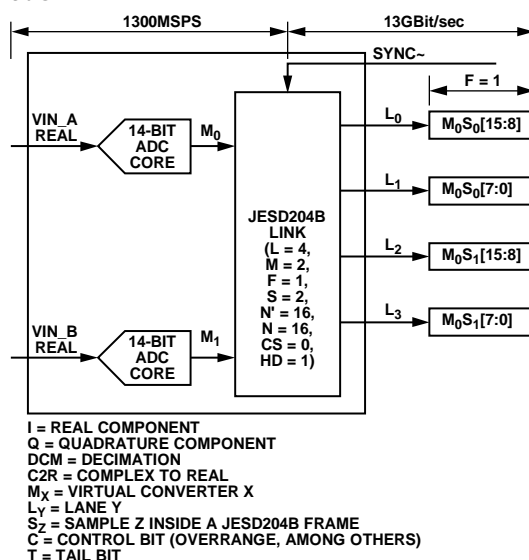 1300MSPS
13GBit/sec
SYNC~
F = 1
VIN_A
REAL
14-BIT
ADC
CORE
M0
L0
M0S0[15:8]
L1
M0S0[7:0]
JESD204B
LINK
(L = 4,
M = 2,
F = 1,
S = 2,
N' = 16,
N = 16,
CS = 0,
HD = 1)
L2
M0S1[15:8]
L3
M0S1[7:0]
VIN_B
REAL
14-BIT
ADC
CORE
M1
I = REAL COMPONENT
Q = QUADRATURE COMPONENT
DCM = DECIMATION
C2R = COMPLEX TO REAL
MX = VIRTUAL CONVERTER X
LY = LANE Y
SZ = SAMPLE Z INSIDE A JESD204B FRAME
C = CONTROL BIT (OVERRANGE, AMONG OTHERS)
T = TAIL BIT